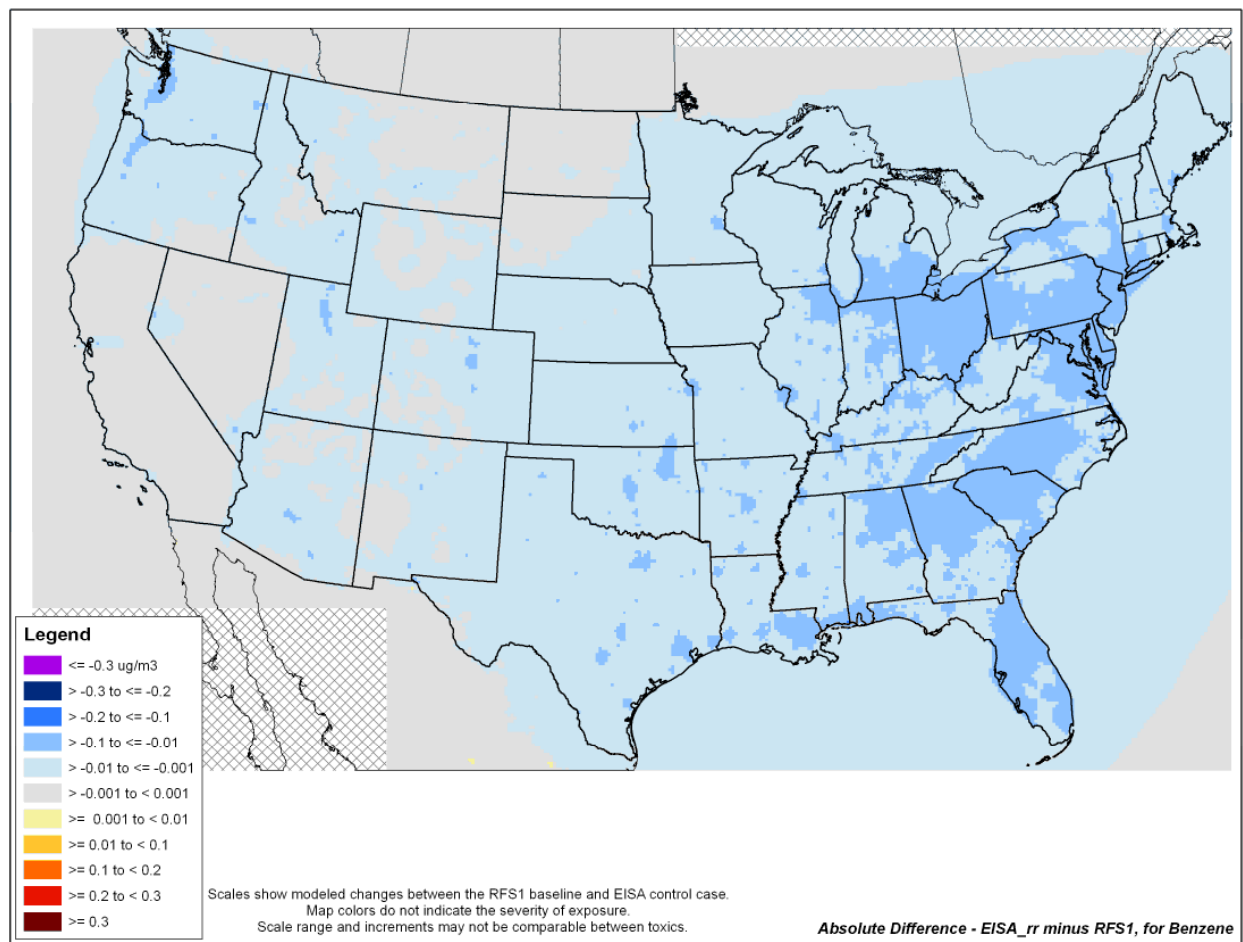 Legend
<= -0.3 ug/m3
> -0.3 to <= -0.2
> -0.2 to <= -0.1
> -0.1 to <= -0.01
> -0.01 to <= -0.001
> -0.001 to < 0.001
>= 0.001 to < 0.01
>= 0.01 to < 0.1
>= 0.1 to < 0.2
>= 0.2 to < 0.3
>= 0.3
Scales show modeled changes between the RFS1 baseline and EISA control case.
Map colors do not indicate the severity of exposure.
Scale range and increments may not be comparable between toxics.
Absolute Difference - EISA_rr minus RFS1, for Benzene